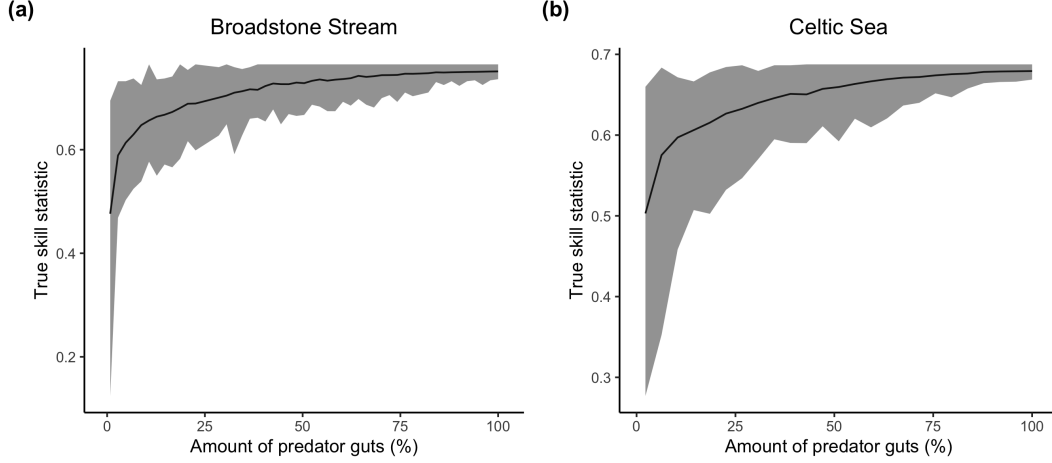 (a)
Broadstone Stream
True skill statistic
0.6
0.4
0.2
0 25 50 75 100
Amount of predator guts (%)
(b)
Celtic Sea
True skill statistic
0.7
0.6
0.5
0.4
0.3
0 25 50 75 100
Amount of predator guts (%)